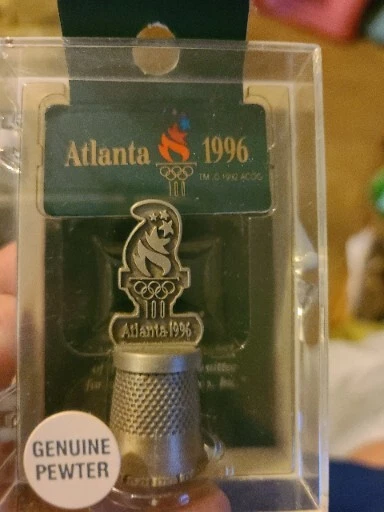 Atlanta 1996
TM, © 1992 ACOG
Atlanta 1996
GENUINE
PEWTER